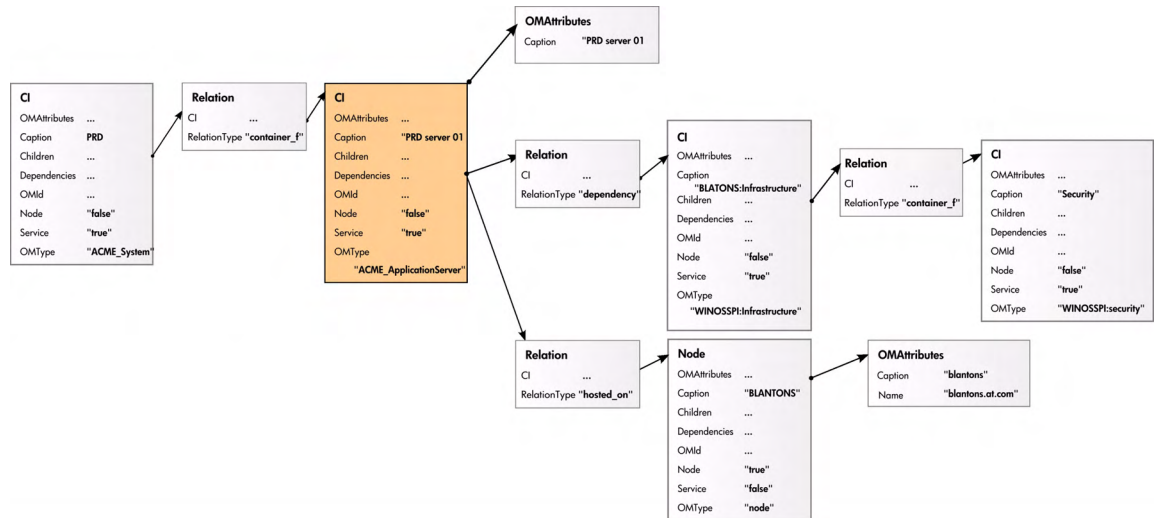 OMAttributes
Caption "PRD server 01
CI
OMAttributes ...
Caption PRD
Children ...
Dependencies ...
OMId ...
Node "false"
Service "true"
OMType "ACME_System"
Relation
CI ...
RelationType "container_f"
CI
OMAttributes ...
Caption "PRD server 01
Children ...
Dependencies ...
OMId ...
Node "false"
Service "true"
OMType
"ACME_ApplicationServer"
Relation
CI ...
RelationType "dependency"
CI
OMAttributes ...
Caption
"BLATONS:Infrastructure"
Children ...
Dependencies ...
OMId ...
Node "false"
Service "true"
OMType
"WINOSSPI:Infrastructure"
Relation
CI ...
RelationType "container_f"
CI
OMAttributes ...
Caption "Security"
Children ...
Dependencies ...
OMId ...
Node "false"
Service "true"
OMType "WINOSSPI:security"
Relation
CI ...
RelationType "hosted_on"
Node
OMAttributes ...
Caption "BLANTONS"
Children ...
Dependencies ...
OMId ...
Node "true"
Service "false"
OMType "node"
OMAttributes
Caption "blantons"
Name "blantons.at.com"